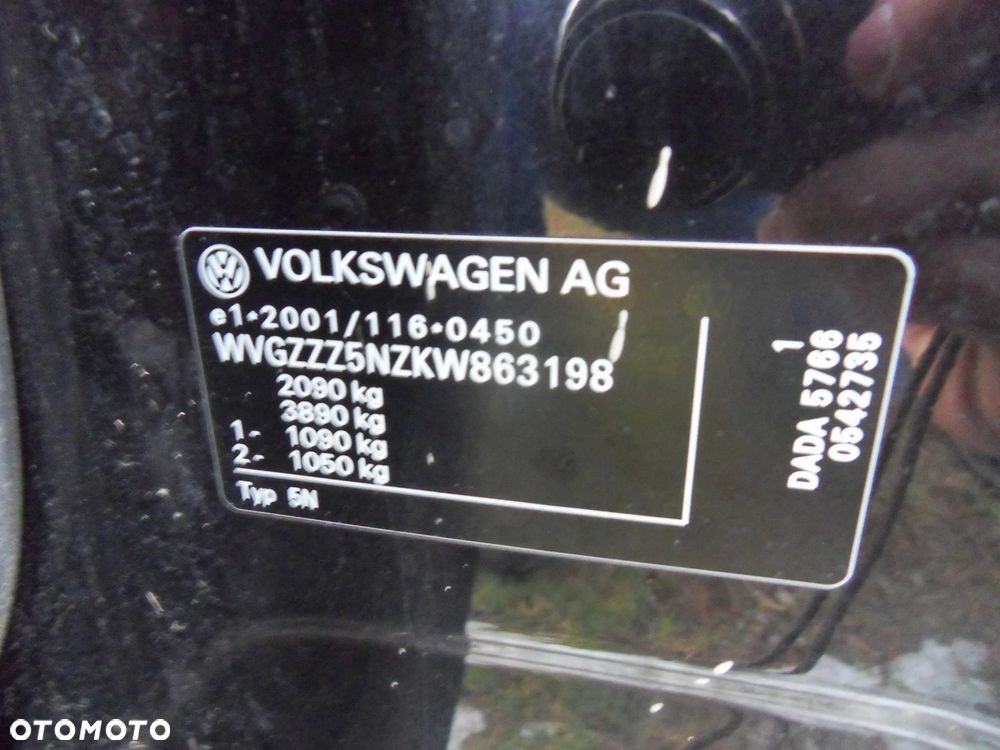 VOLKSWAGEN AG
e1*2001/116*0450
WVGZZZ5NZKW863198
2090 kg
3890 kg
1- 1090 kg
2- 1050 kg
Typ 5N
1
DADA 5766
0542735
OTOMOTO